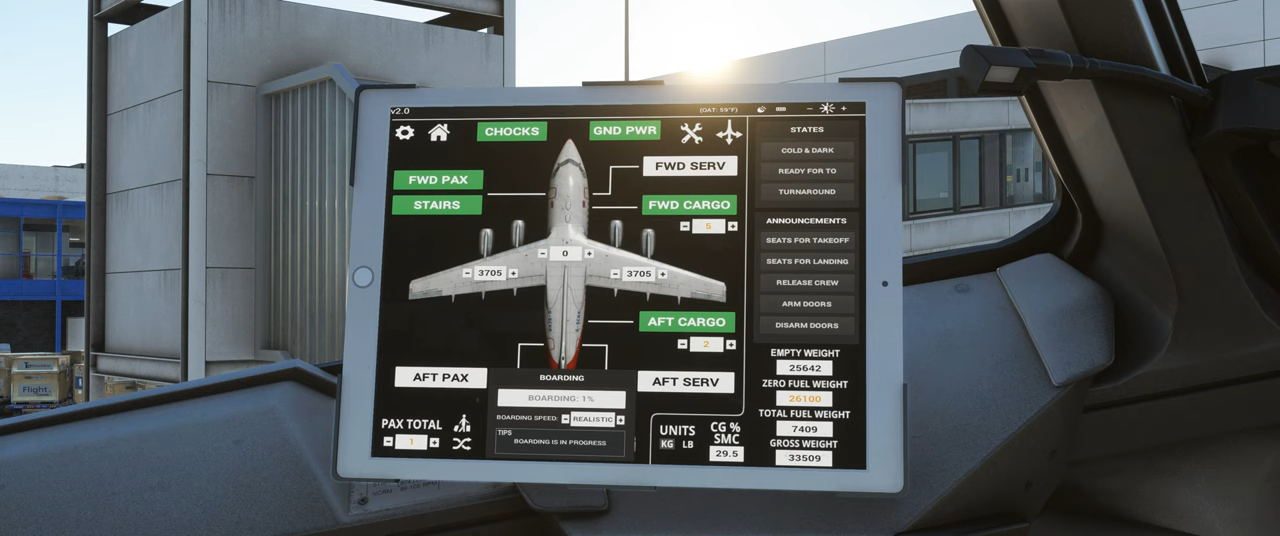 v2.0
(OAT: 59°F)
CHOCKS
GND PWR
FWD SERV
FWD PAX
STAIRS
FWD CARGO
- 5 +
- 0 +
- 3705 +
- 3705 +
AFT CARGO
- 2 +
AFT PAX
AFT SERV
BOARDING
BOARDING: 1%
BOARDING SPEED: - REALISTIC +
TIPS
BOARDING IS IN PROGRESS
PAX TOTAL
- 1 +
UNITS
KG LB
CG %
SMC
29.5
- +
STATES
COLD & DARK
READY FOR TO
TURNAROUND
ANNOUNCEMENTS
SEATS FOR TAKEOFF
SEATS FOR LANDING
RELEASE CREW
ARM DOORS
DISARM DOORS
EMPTY WEIGHT
25642
ZERO FUEL WEIGHT
26100
TOTAL FUEL WEIGHT
7409
GROSS WEIGHT
33509
Flight